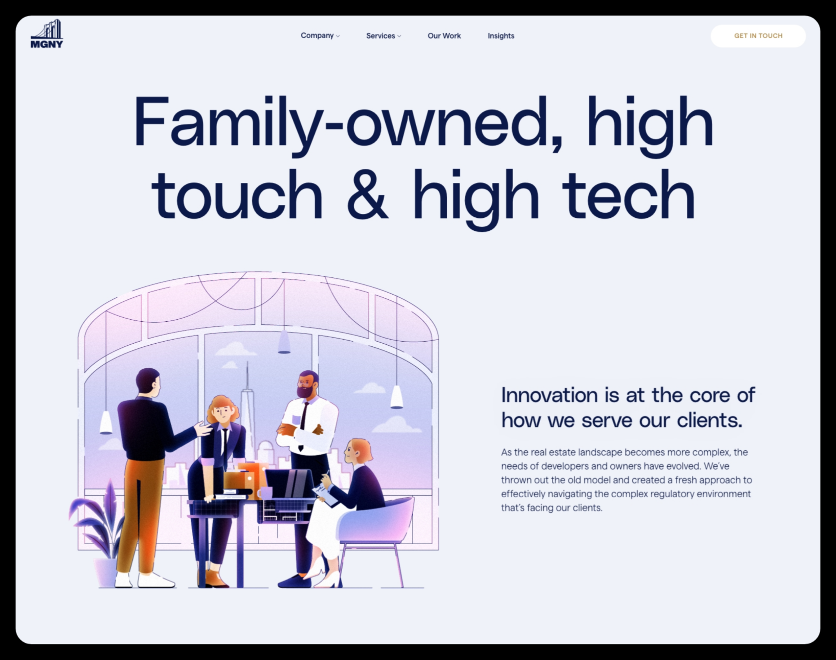 MGNY
Company
Services
Our Work
Insights
GET IN TOUCH
Family-owned, high
touch & high tech
Innovation is at the core of
how we serve our clients.
As the real estate landscape becomes more complex, the
needs of developers and owners have evolved. We've
thrown out the old model and created a fresh approach to
effectively navigating the complex regulatory environment
that's facing our clients.